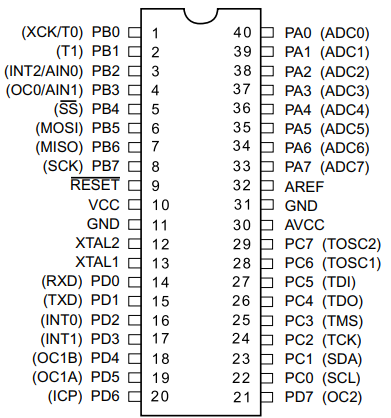 (XCK/T0) PB0 1 40 PA0 (ADC0)
(T1) PB1 2 39 PA1 (ADC1)
(INT2/AIN0) PB2 3 38 PA2 (ADC2)
(OC0/AIN1) PB3 4 37 PA3 (ADC3)
(S̅S̅) PB4 5 36 PA4 (ADC4)
(MOSI) PB5 6 35 PA5 (ADC5)
(MISO) PB6 7 34 PA6 (ADC6)
(SCK) PB7 8 33 PA7 (ADC7)
R̅E̅S̅E̅T̅ 9 32 AREF
VCC 10 31 GND
GND 11 30 AVCC
XTAL2 12 29 PC7 (TOSC2)
XTAL1 13 28 PC6 (TOSC1)
(RXD) PD0 14 27 PC5 (TDI)
(TXD) PD1 15 26 PC4 (TDO)
(INT0) PD2 16 25 PC3 (TMS)
(INT1) PD3 17 24 PC2 (TCK)
(OC1B) PD4 18 23 PC1 (SDA)
(OC1A) PD5 19 22 PC0 (SCL)
(ICP) PD6 20 21 PD7 (OC2)